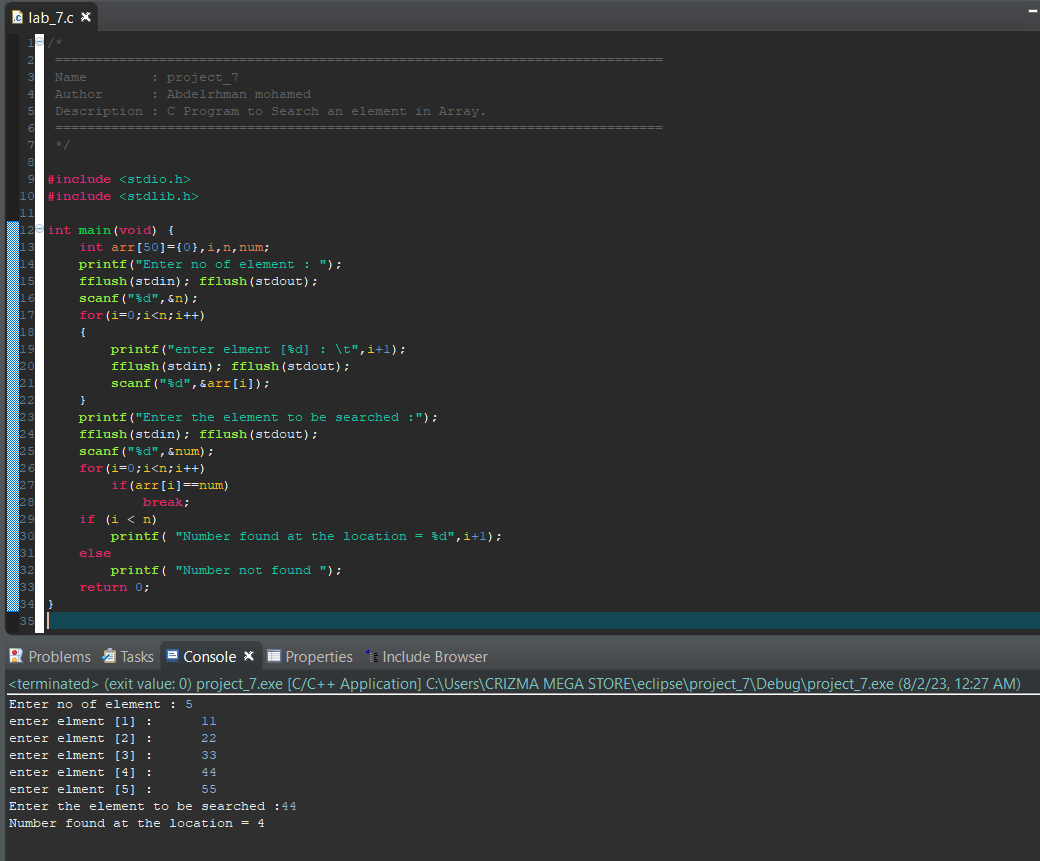 lab_7.c
1 /*
2 ============================================================================
3 Name        : project_7
4 Author      : Abdelrhman mohamed
5 Description : C Program to Search an element in Array.
6 ============================================================================
7 */
8
9 #include <stdio.h>
10 #include <stdlib.h>
11
12 int main(void) {
13     int arr[50]={0},i,n,num;
14     printf("Enter no of element : ");
15     fflush(stdin); fflush(stdout);
16     scanf("%d",&n);
17     for(i=0;i<n;i++)
18     {
19         printf("enter elment [%d] : \t",i+1);
20         fflush(stdin); fflush(stdout);
21         scanf("%d",&arr[i]);
22     }
23     printf("Enter the element to be searched :");
24     fflush(stdin); fflush(stdout);
25     scanf("%d",&num);
26     for(i=0;i<n;i++)
27         if(arr[i]==num)
28             break;
29     if (i < n)
30         printf( "Number found at the location = %d",i+1);
31     else
32         printf( "Number not found ");
33     return 0;
34 }
35
Problems Tasks Console Properties Include Browser
<terminated> (exit value: 0) project_7.exe [C/C++ Application] C:\Users\CRIZMA MEGA STORE\eclipse\project_7\Debug\project_7.exe (8/2/23, 12:27 AM)
Enter no of element : 5
enter elment [1] :      11
enter elment [2] :      22
enter elment [3] :      33
enter elment [4] :      44
enter elment [5] :      55
Enter the element to be searched :44
Number found at the location = 4